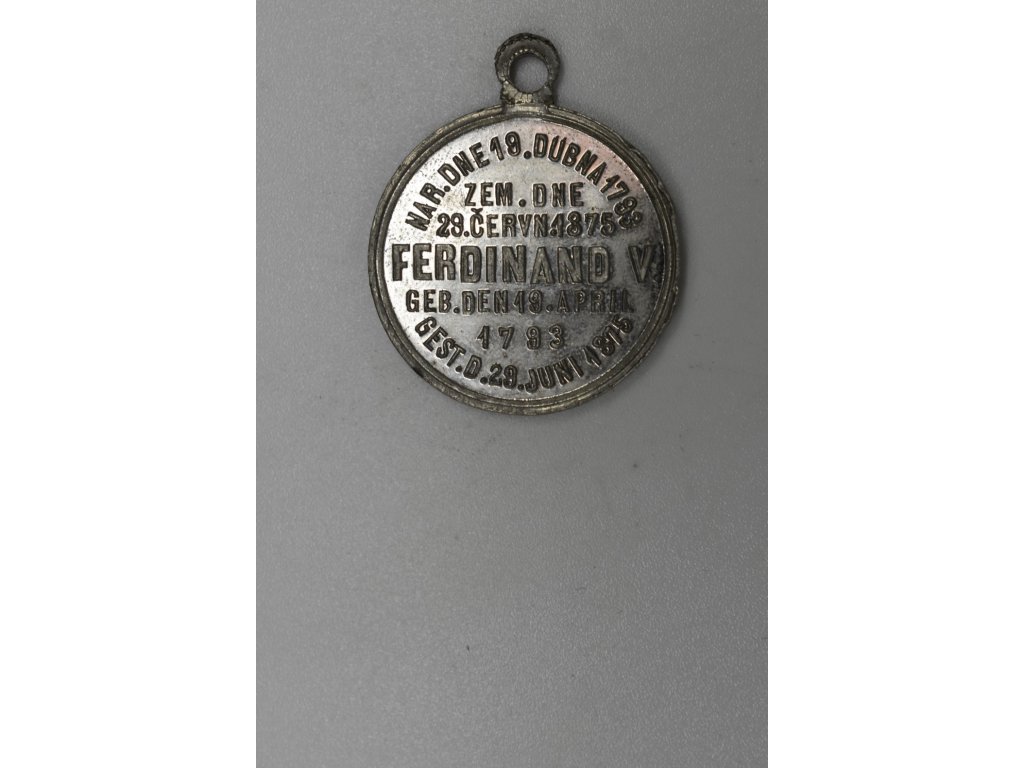 NAR. DNE 19. DUBNA 1793
ZEM. DNE
29. ČERVN. 1875
FERDINAND V.
GEB. DEN 19. APRIL
1793
GEST. D. 29. JUNI 1875